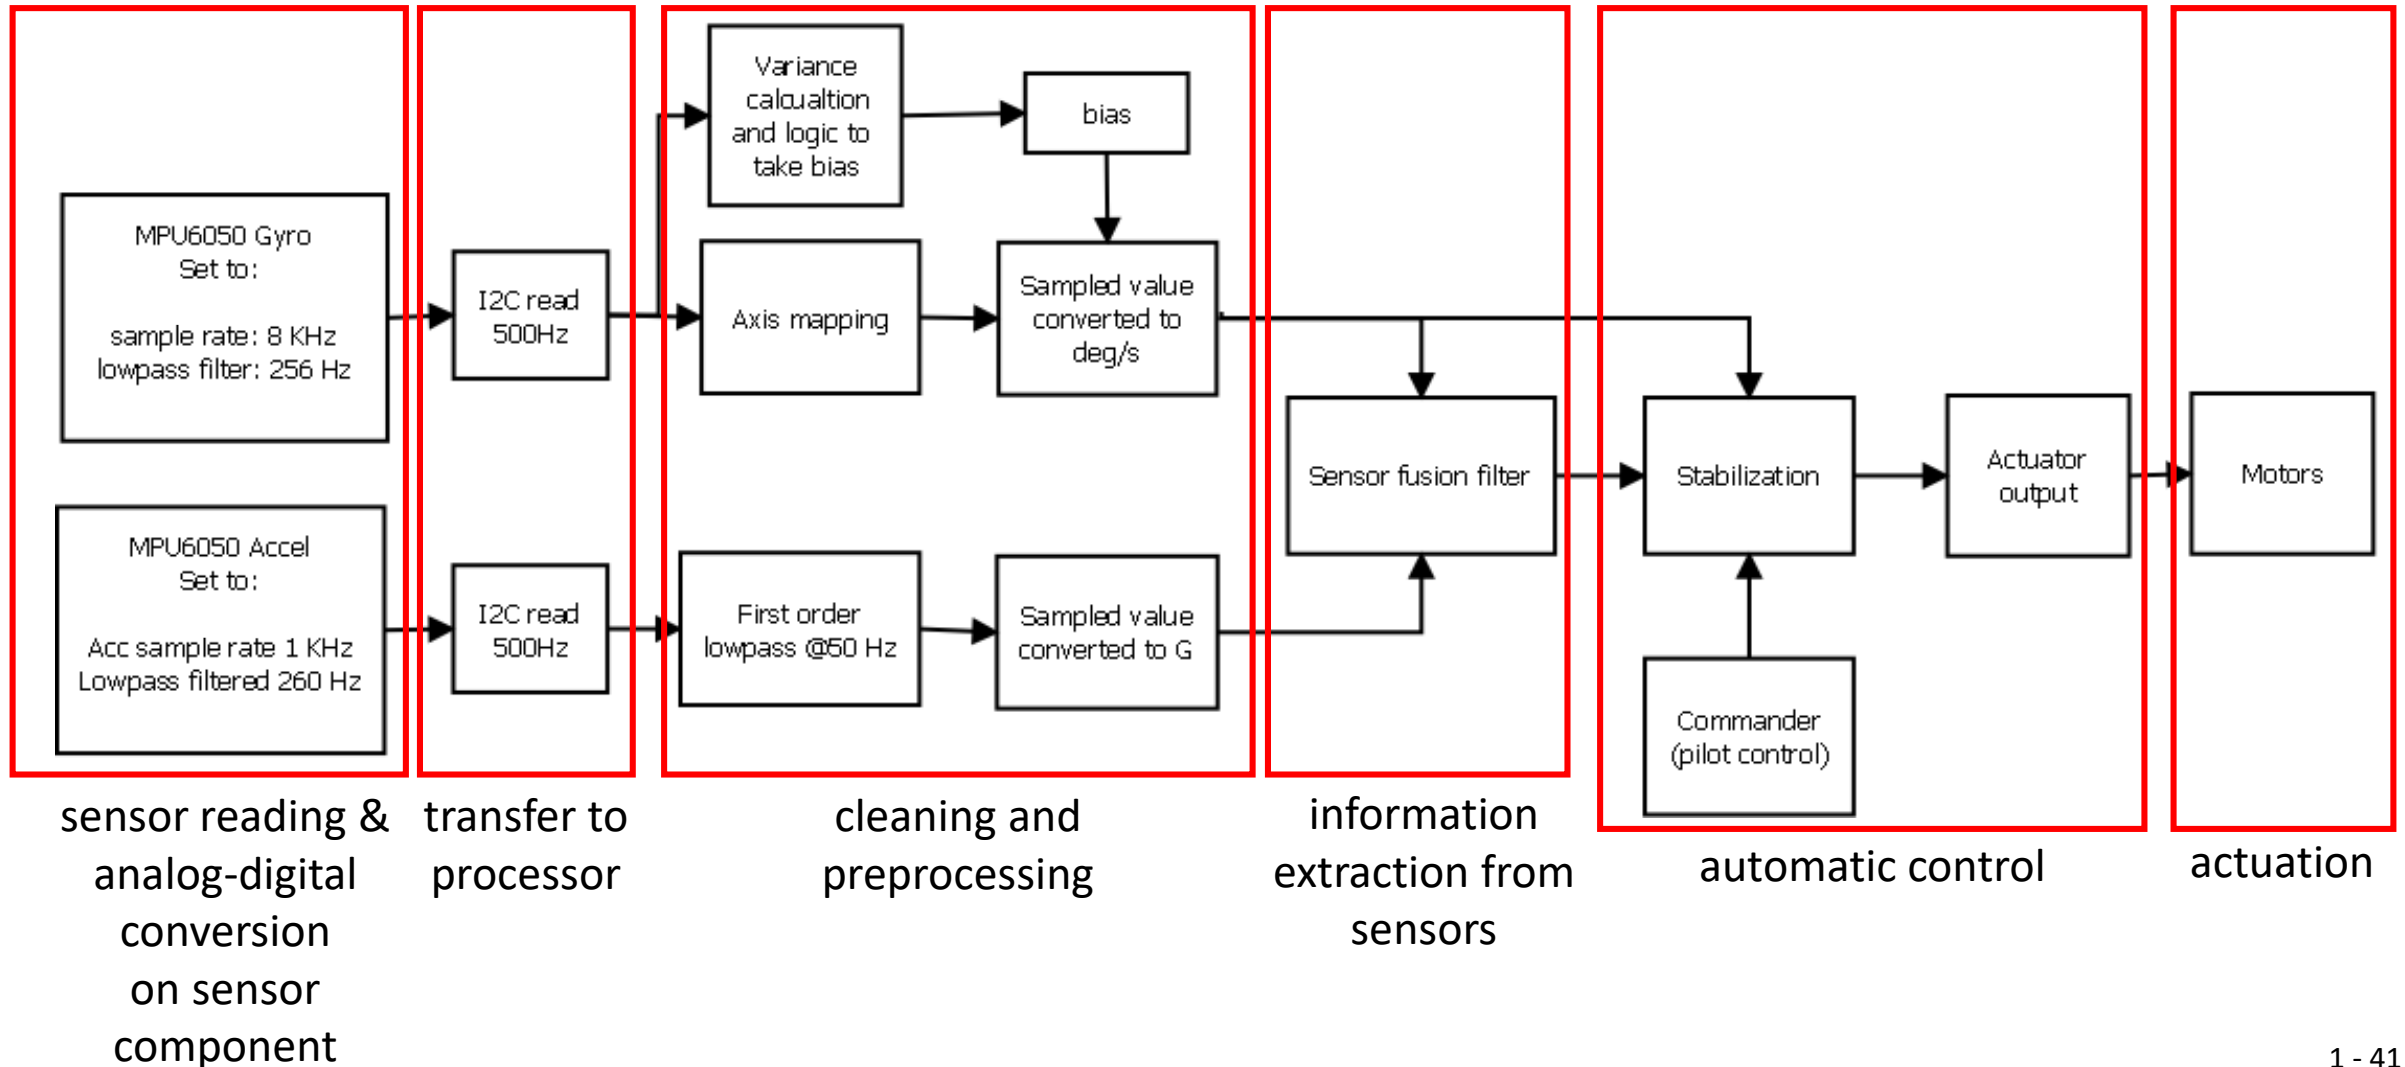 Variance
calcualtion
and logic to
take bias
bias
MPU6050 Gyro
Set to:
sample rate: 8 KHz
lowpass filter: 256 Hz
I2C read
500Hz
Axis mapping
Sampled value
converted to
deg/s
Sensor fusion filter
Stabilization
Actuator
output
Motors
MPU6050 Accel
Set to:
Acc sample rate 1 KHz
Lowpass filtered 260 Hz
I2C read
500Hz
First order
lowpass @50 Hz
Sampled value
converted to G
Commander
(pilot control)
sensor reading &
analog-digital
conversion
on sensor
component
transfer to
processor
cleaning and
preprocessing
information
extraction from
sensors
automatic control
actuation
1 - 41